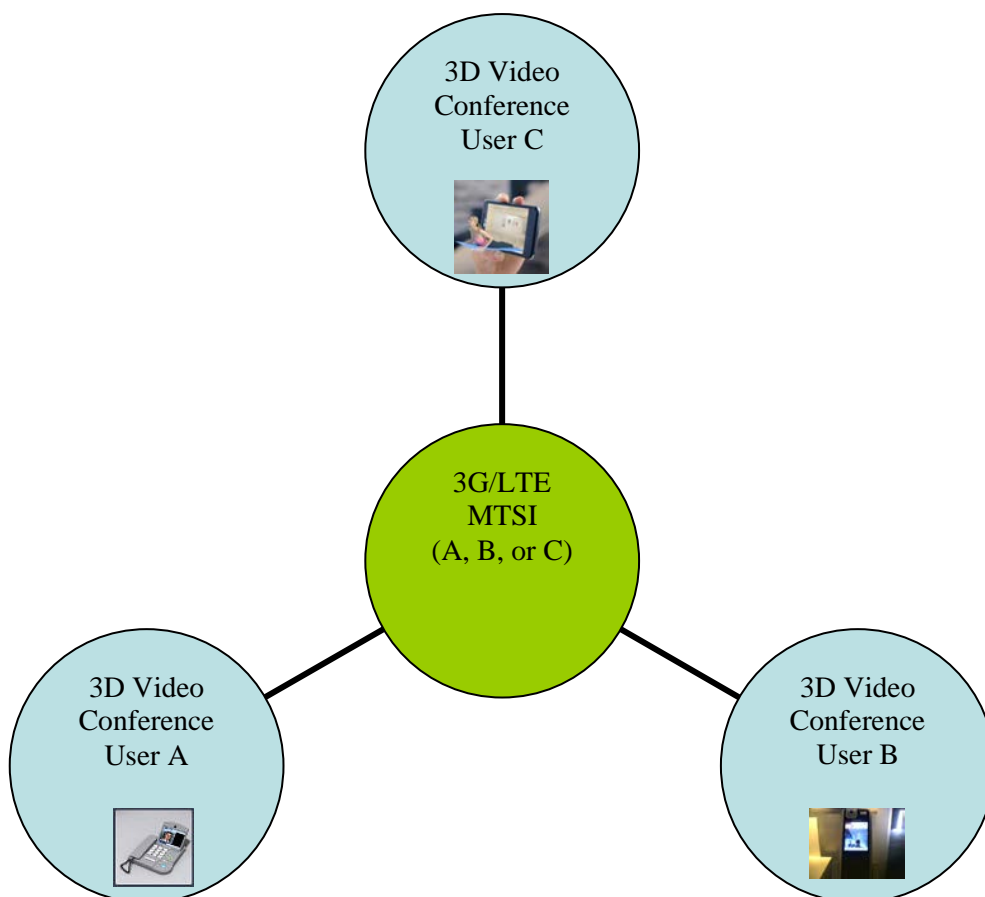 3D Video
Conference
User C
3G/LTE
MTSI
(A, B, or C)
3D Video
Conference
User A
3D Video
Conference
User B